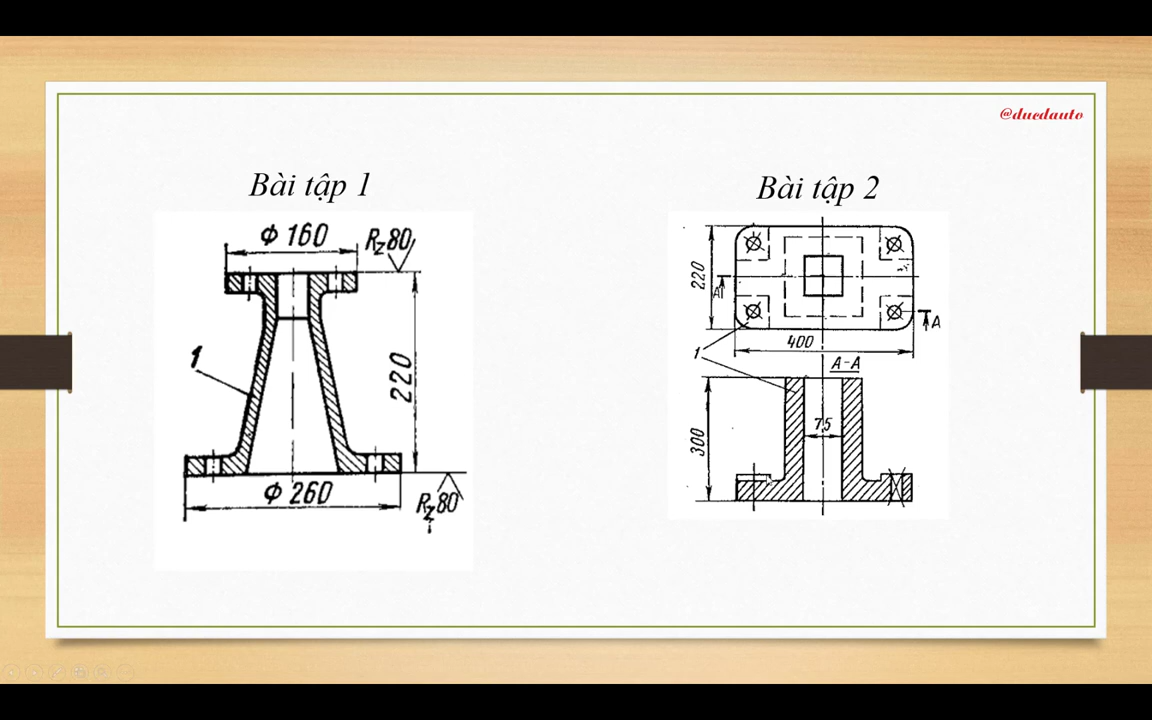 @ducdauto
Bài tập 1
Φ 160
Rz80
1
220
Φ 260
Rz80
Bài tập 2
220
A
A
400
1
A-A
300
75